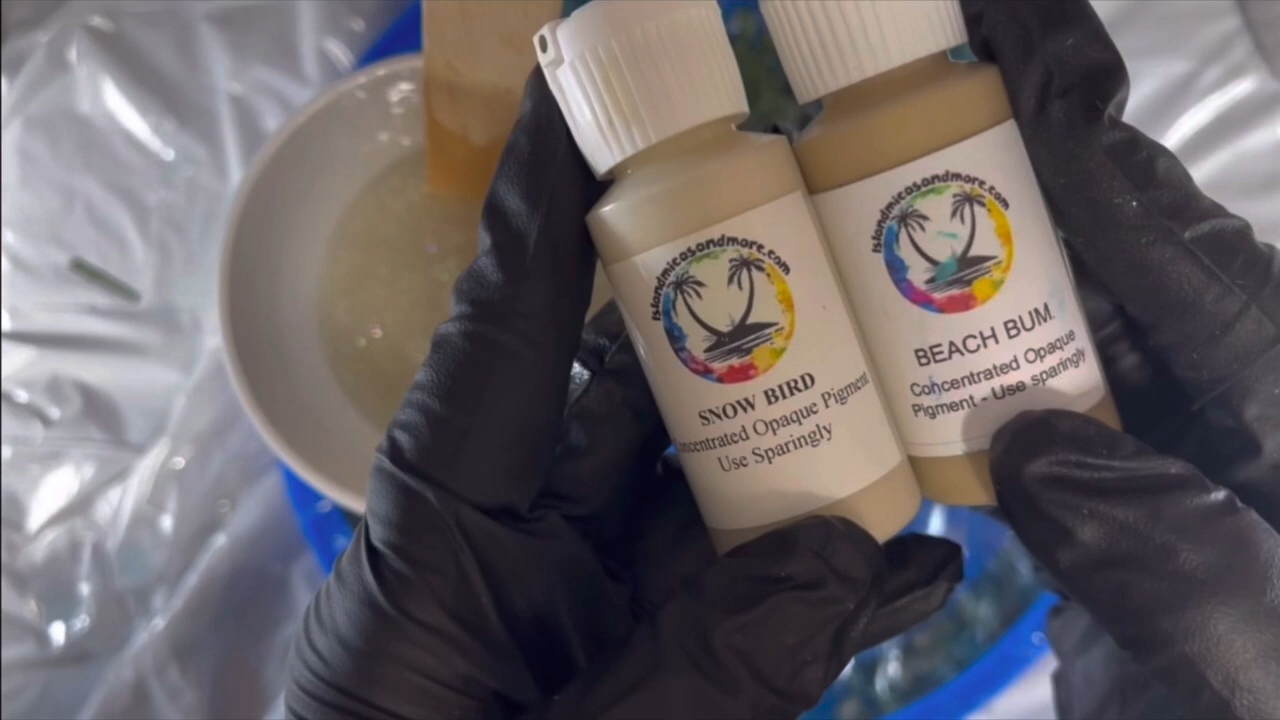 Islandmicasandmore.com
SNOW BIRD
Concentrated Opaque Pigment
Use Sparingly
Islandmicasandmore.com
BEACH BUM
Concentrated Opaque
Pigment - Use sparingly